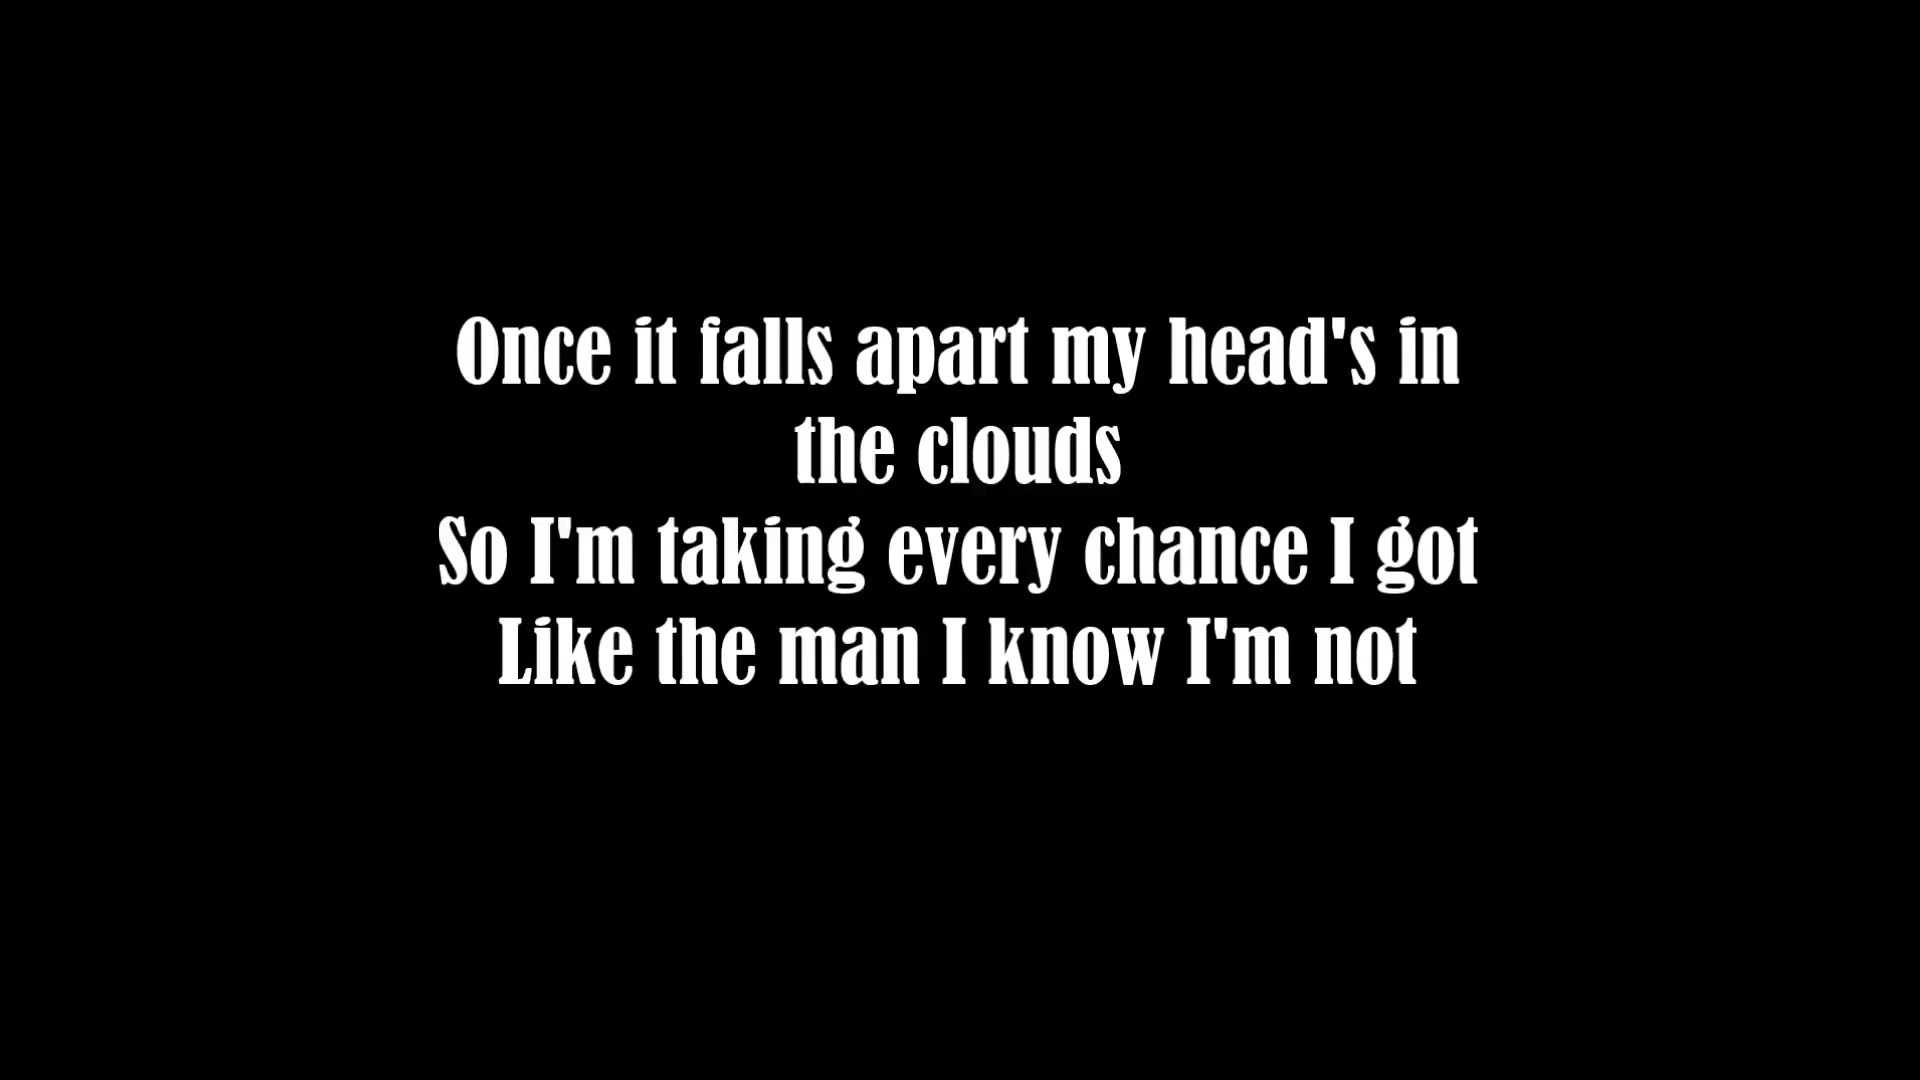 Once it falls apart my head's in
the clouds
So I'm taking every chance I got
Like the man I know I'm not